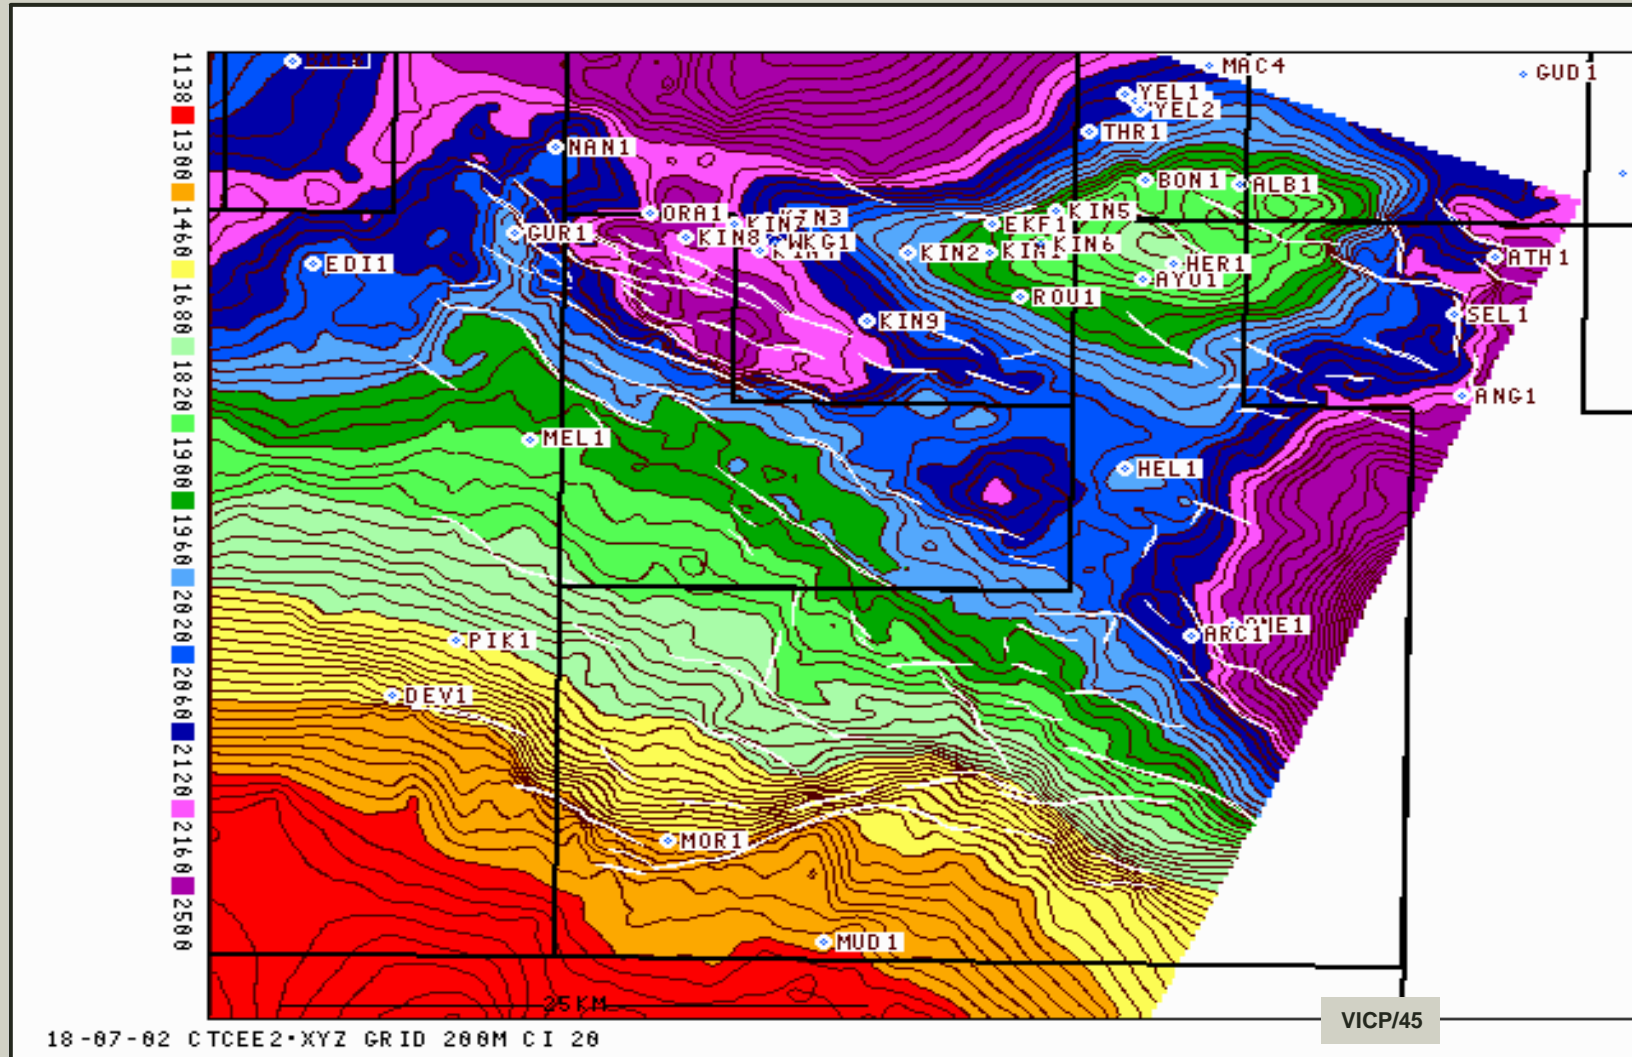 MAC4
GUD1
YEL1
YEL2
THR1
NAN1
BON1
ALB1
ORA1
KIN3
KIN7
KIN5
EKF1
GUR1
KIN8
WKG1
KIN6
KIN2
EDI1
HER1
ATH1
AYU1
ROU1
KIN9
SEL1
ANG1
MEL1
HEL1
ARC1
PIK1
DEV1
MOR1
MUD1
25KM
1138
1300
1460
1680
1820
1900
1960
2020
2060
2120
2160
2500
VICP/45
18-07-02 CTCEE2·XYZ GRID 200M CI 20